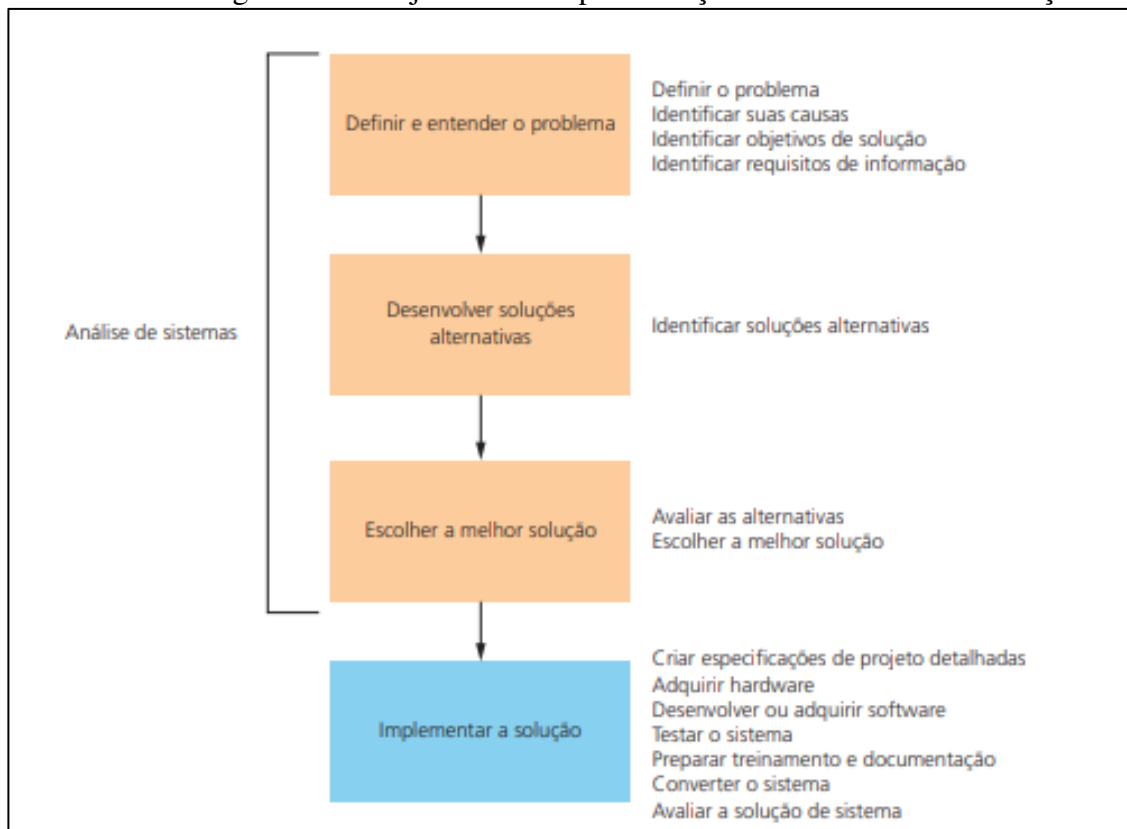 Definir e entender o problema
Definir o problema
Identificar suas causas
Identificar objetivos de solução
Identificar requisitos de informação
Análise de sistemas
Desenvolver soluções
alternativas
Identificar soluções alternativas
Escolher a melhor solução
Avaliar as alternativas
Escolher a melhor solução
Implementar a solução
Criar especificações de projeto detalhadas
Adquirir hardware
Desenvolver ou adquirir software
Testar o sistema
Preparar treinamento e documentação
Converter o sistema
Avaliar a solução de sistema